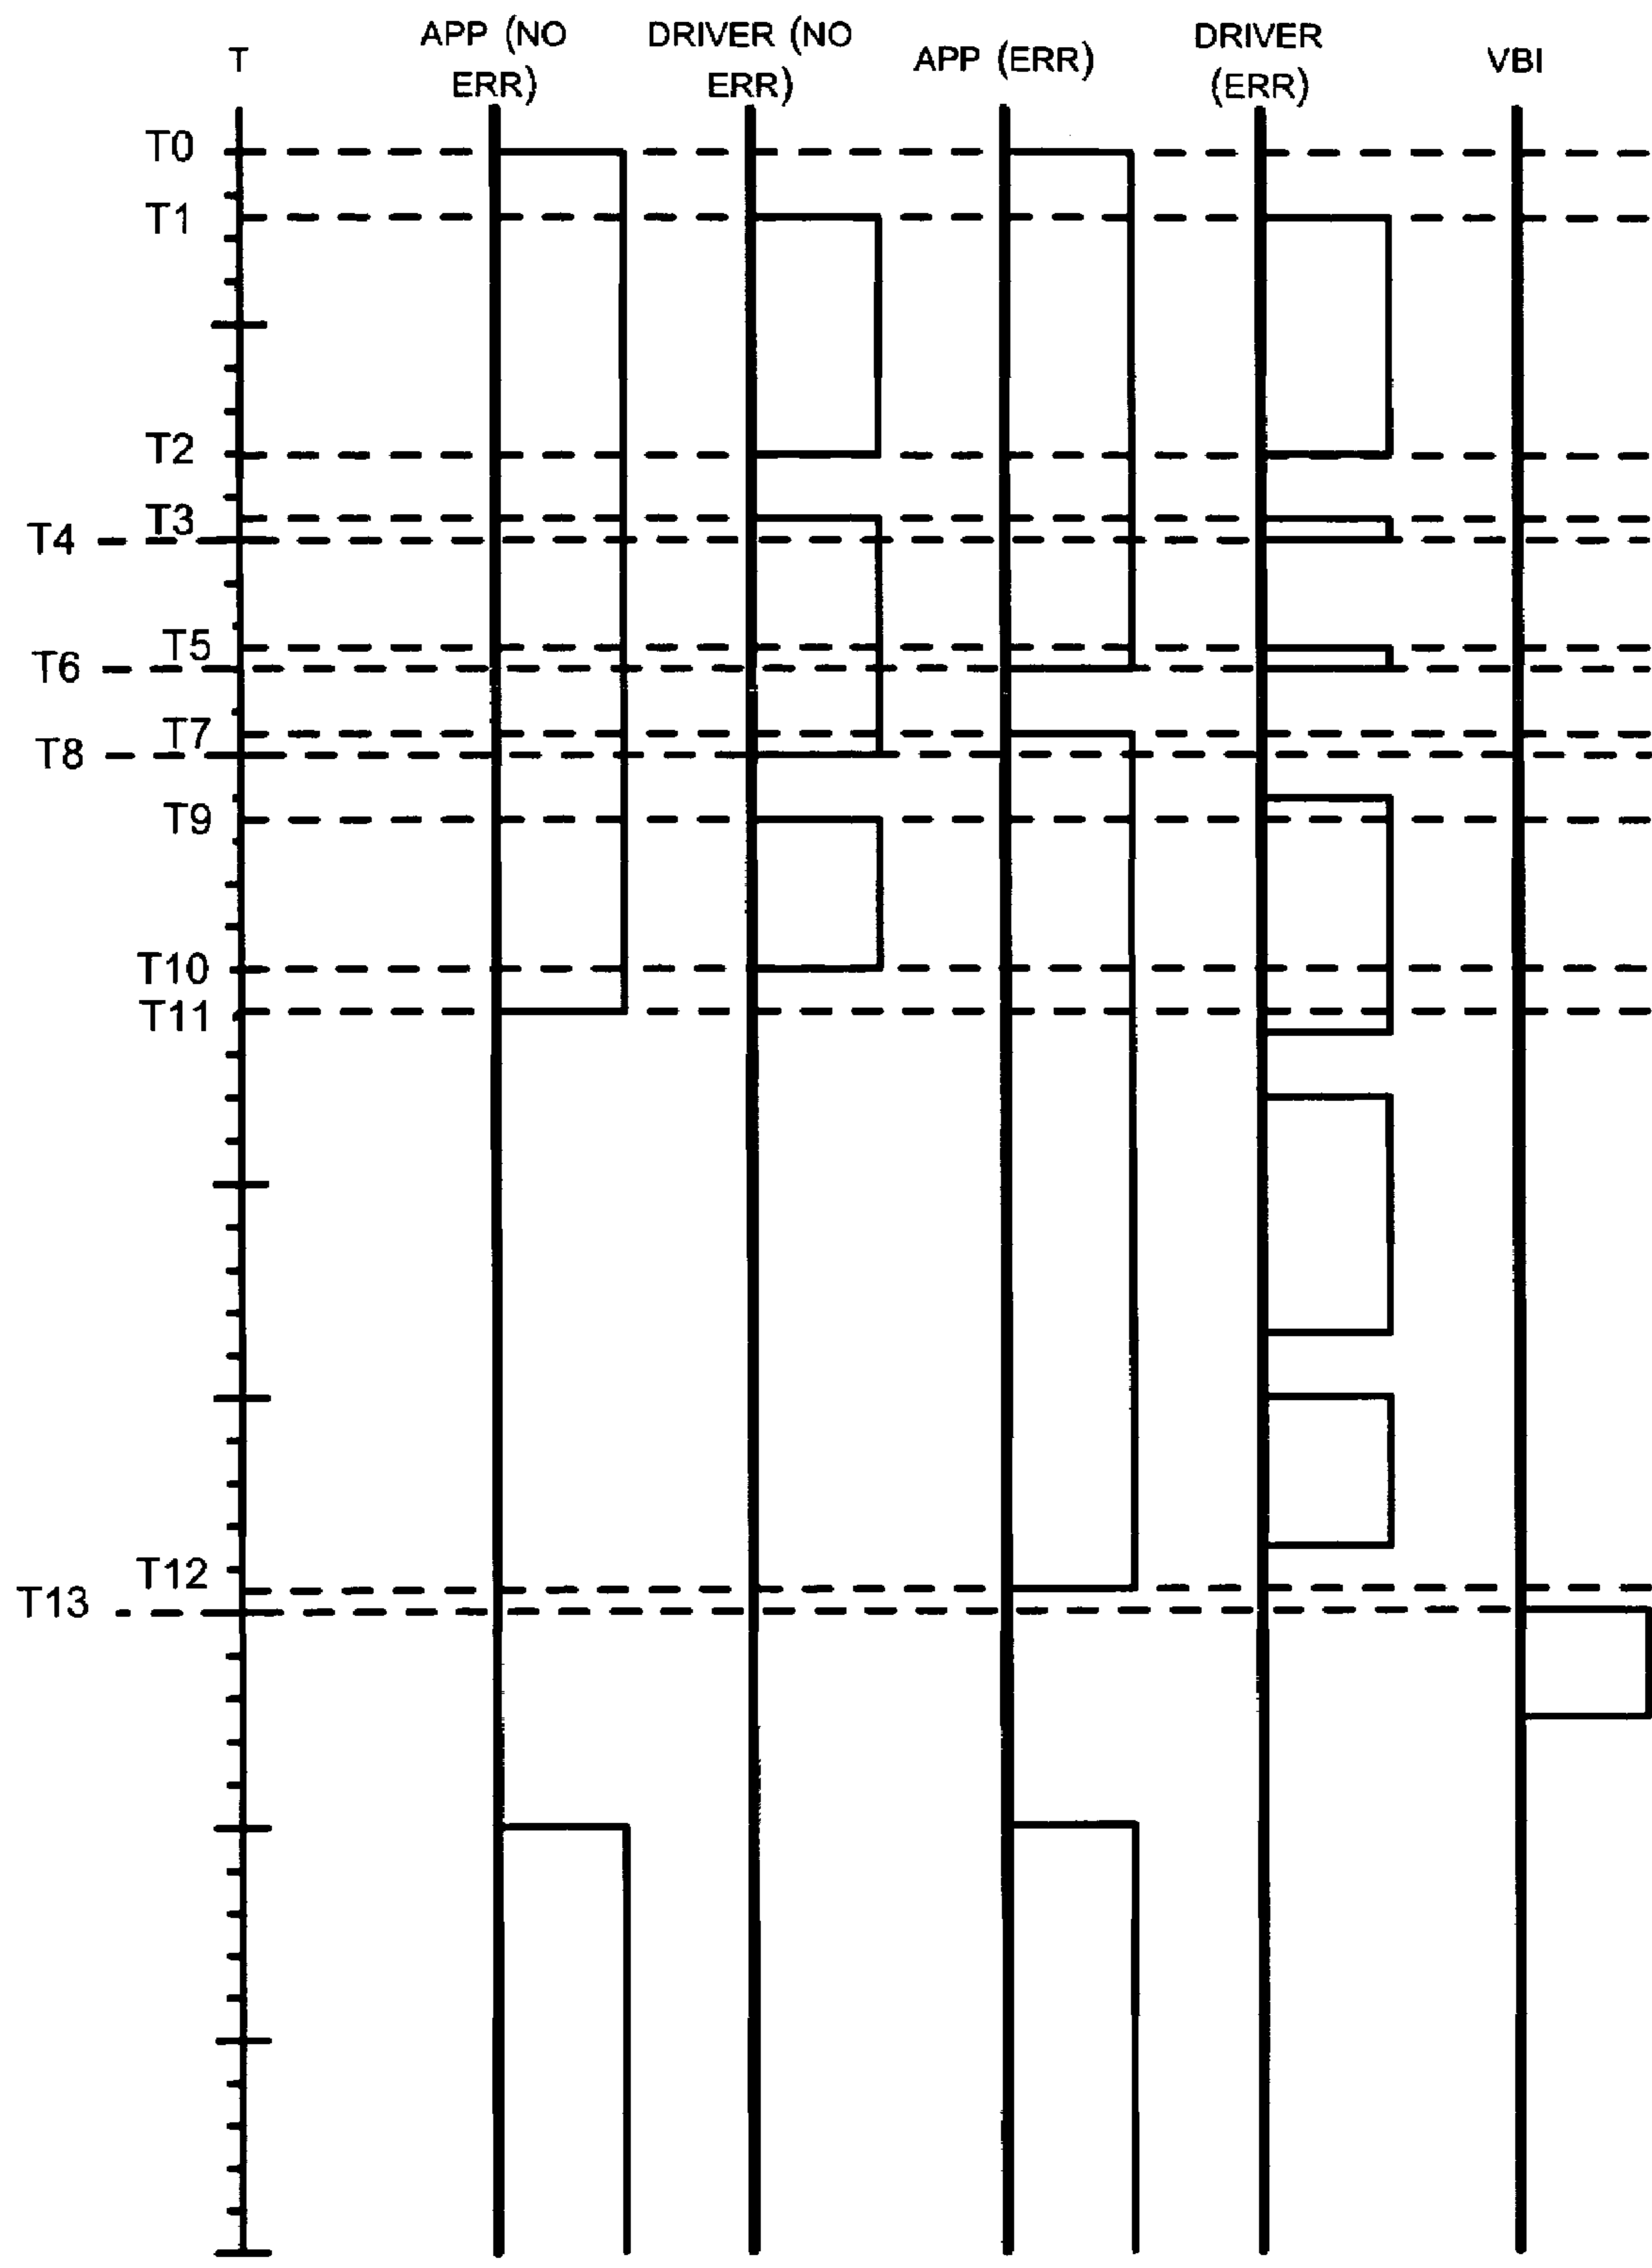 T
APP (NO
ERR)
DRIVER (NO
ERR)
APP (ERR)
DRIVER
(ERR)
VBI
T0
T1
T2
T3
T4
T5
T6
T7
T8
T9
T10
T11
T12
T13